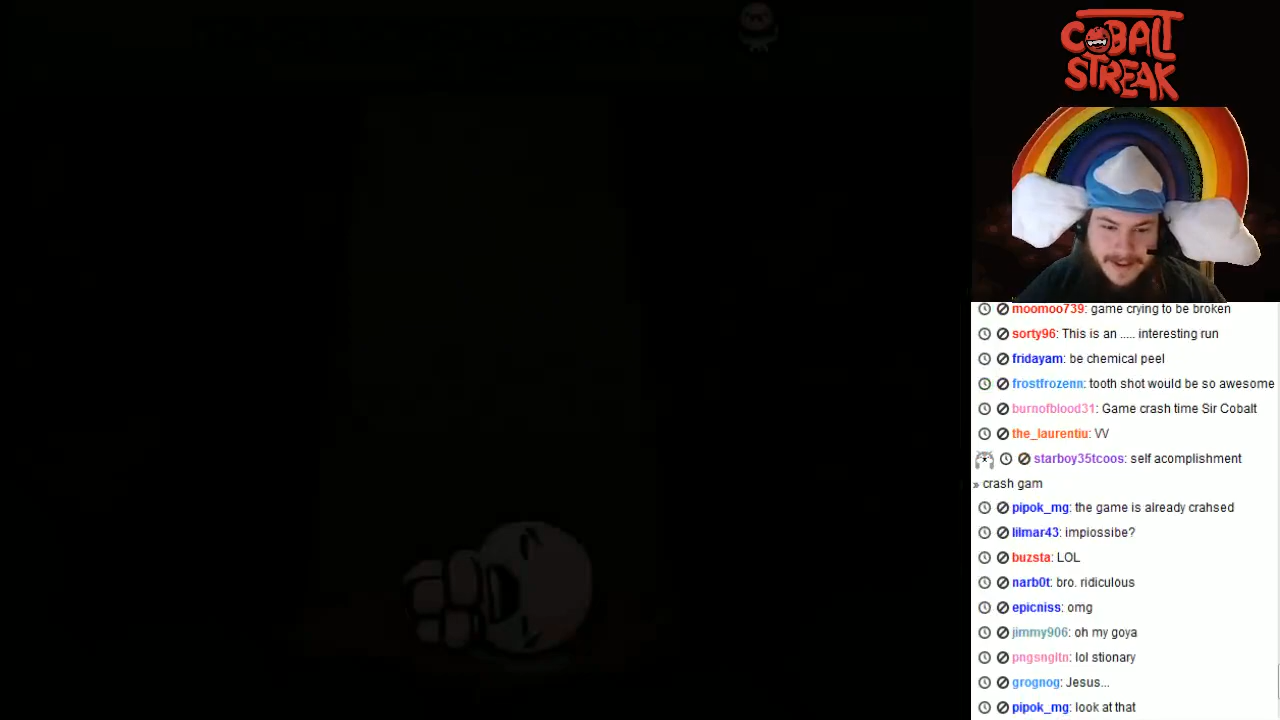 COBALT
STREAK
moomoo739: game crying to be broken
sorty96: This is an ..... interesting run
fridayam: be chemical peel
frostfrozenn: tooth shot would be so awesome
burnofblood31: Game crash time Sir Cobalt
the_laurentiu: VV
starboy35tcoos: self acomplishment
» crash gam
pipok_mg: the game is already crahsed
lilmar43: impiossibe?
buzsta: LOL
narb0t: bro. ridiculous
epicniss: omg
jimmy906: oh my goya
pngsngltn: lol stionary
grognog: Jesus...
pipok_mg: look at that